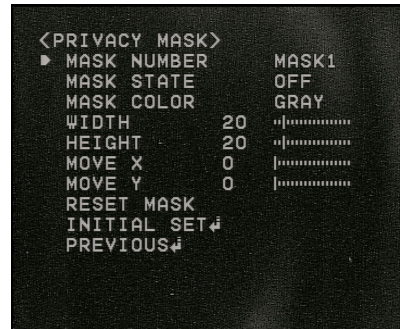 <PRIVACY MASK>
MASK NUMBER MASK1
MASK STATE OFF
MASK COLOR GRAY
WIDTH 20
HEIGHT 20
MOVE X 0
MOVE Y 0
RESET MASK
INITIAL SET↲
PREVIOUS↲